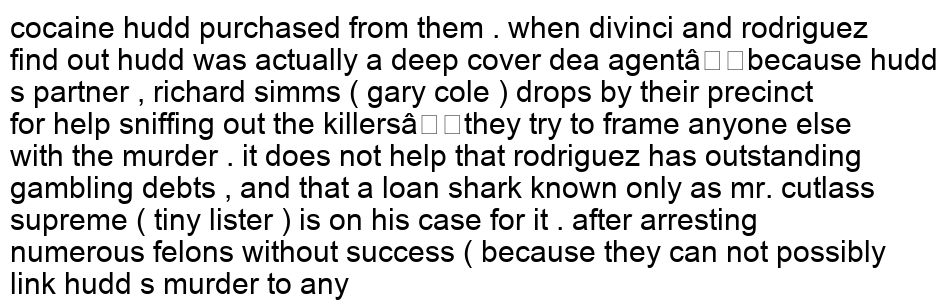 cocaine hudd purchased from them . when divinci and rodriguez
find out hudd was actually a deep cover dea agentâ□□because hudd
s partner , richard simms ( gary cole ) drops by their precinct
for help sniffing out the killersâ□□they try to frame anyone else
with the murder . it does not help that rodriguez has outstanding
gambling debts , and that a loan shark known only as mr. cutlass
supreme ( tiny lister ) is on his case for it . after arresting
numerous felons without success ( because they can not possibly
link hudd s murder to any